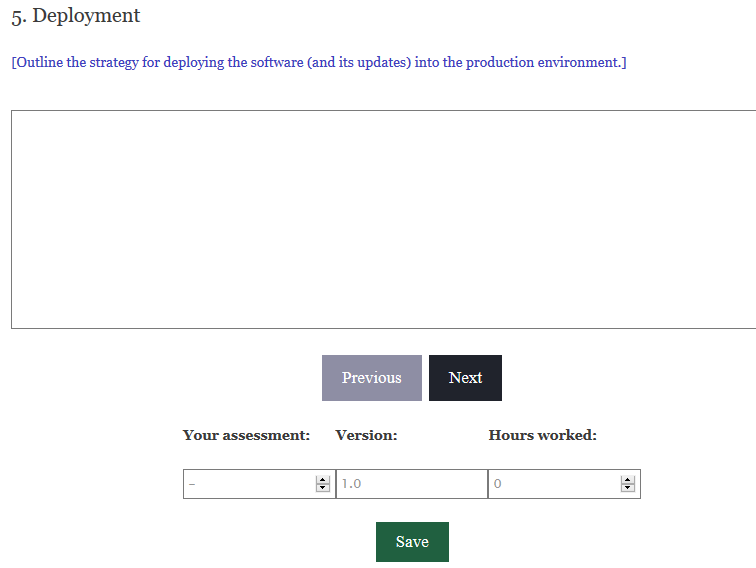 5. Deployment
[Outline the strategy for deploying the software (and its updates) into the production environment.]
Previous Next
Your assessment: Version: Hours worked:
– 1.0 0
Save